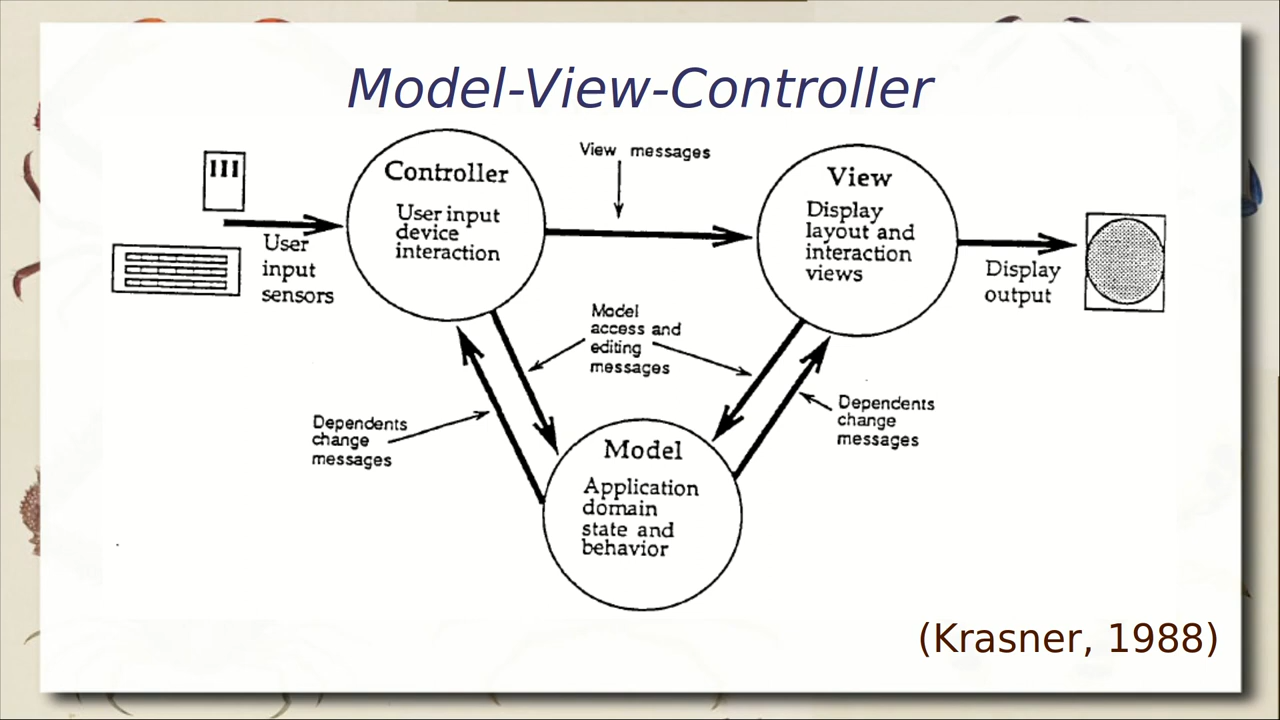 Model-View-Controller
View messages
Controller
User input
device
interaction
View
Display
layout and
interaction
views
User
input
sensors
Display
output
Model
access and
editing
messages
Dependents
change
messages
Dependents
change
messages
Model
Application
domain
state and
behavior
(Krasner, 1988)